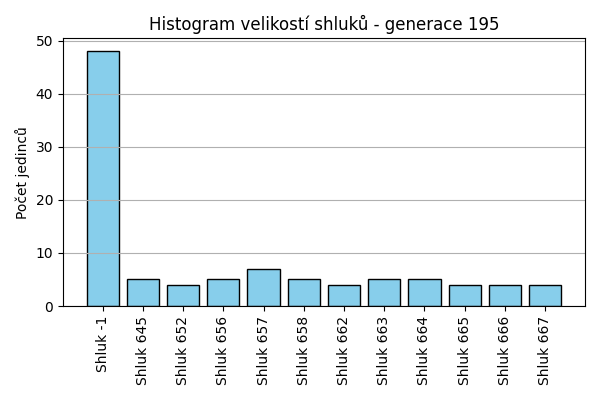 Histogram velikostí shluků - generace 195
Počet jedinců
50
40
30
20
10
0
Shluk -1
Shluk 645
Shluk 652
Shluk 656
Shluk 657
Shluk 658
Shluk 662
Shluk 663
Shluk 664
Shluk 665
Shluk 666
Shluk 667